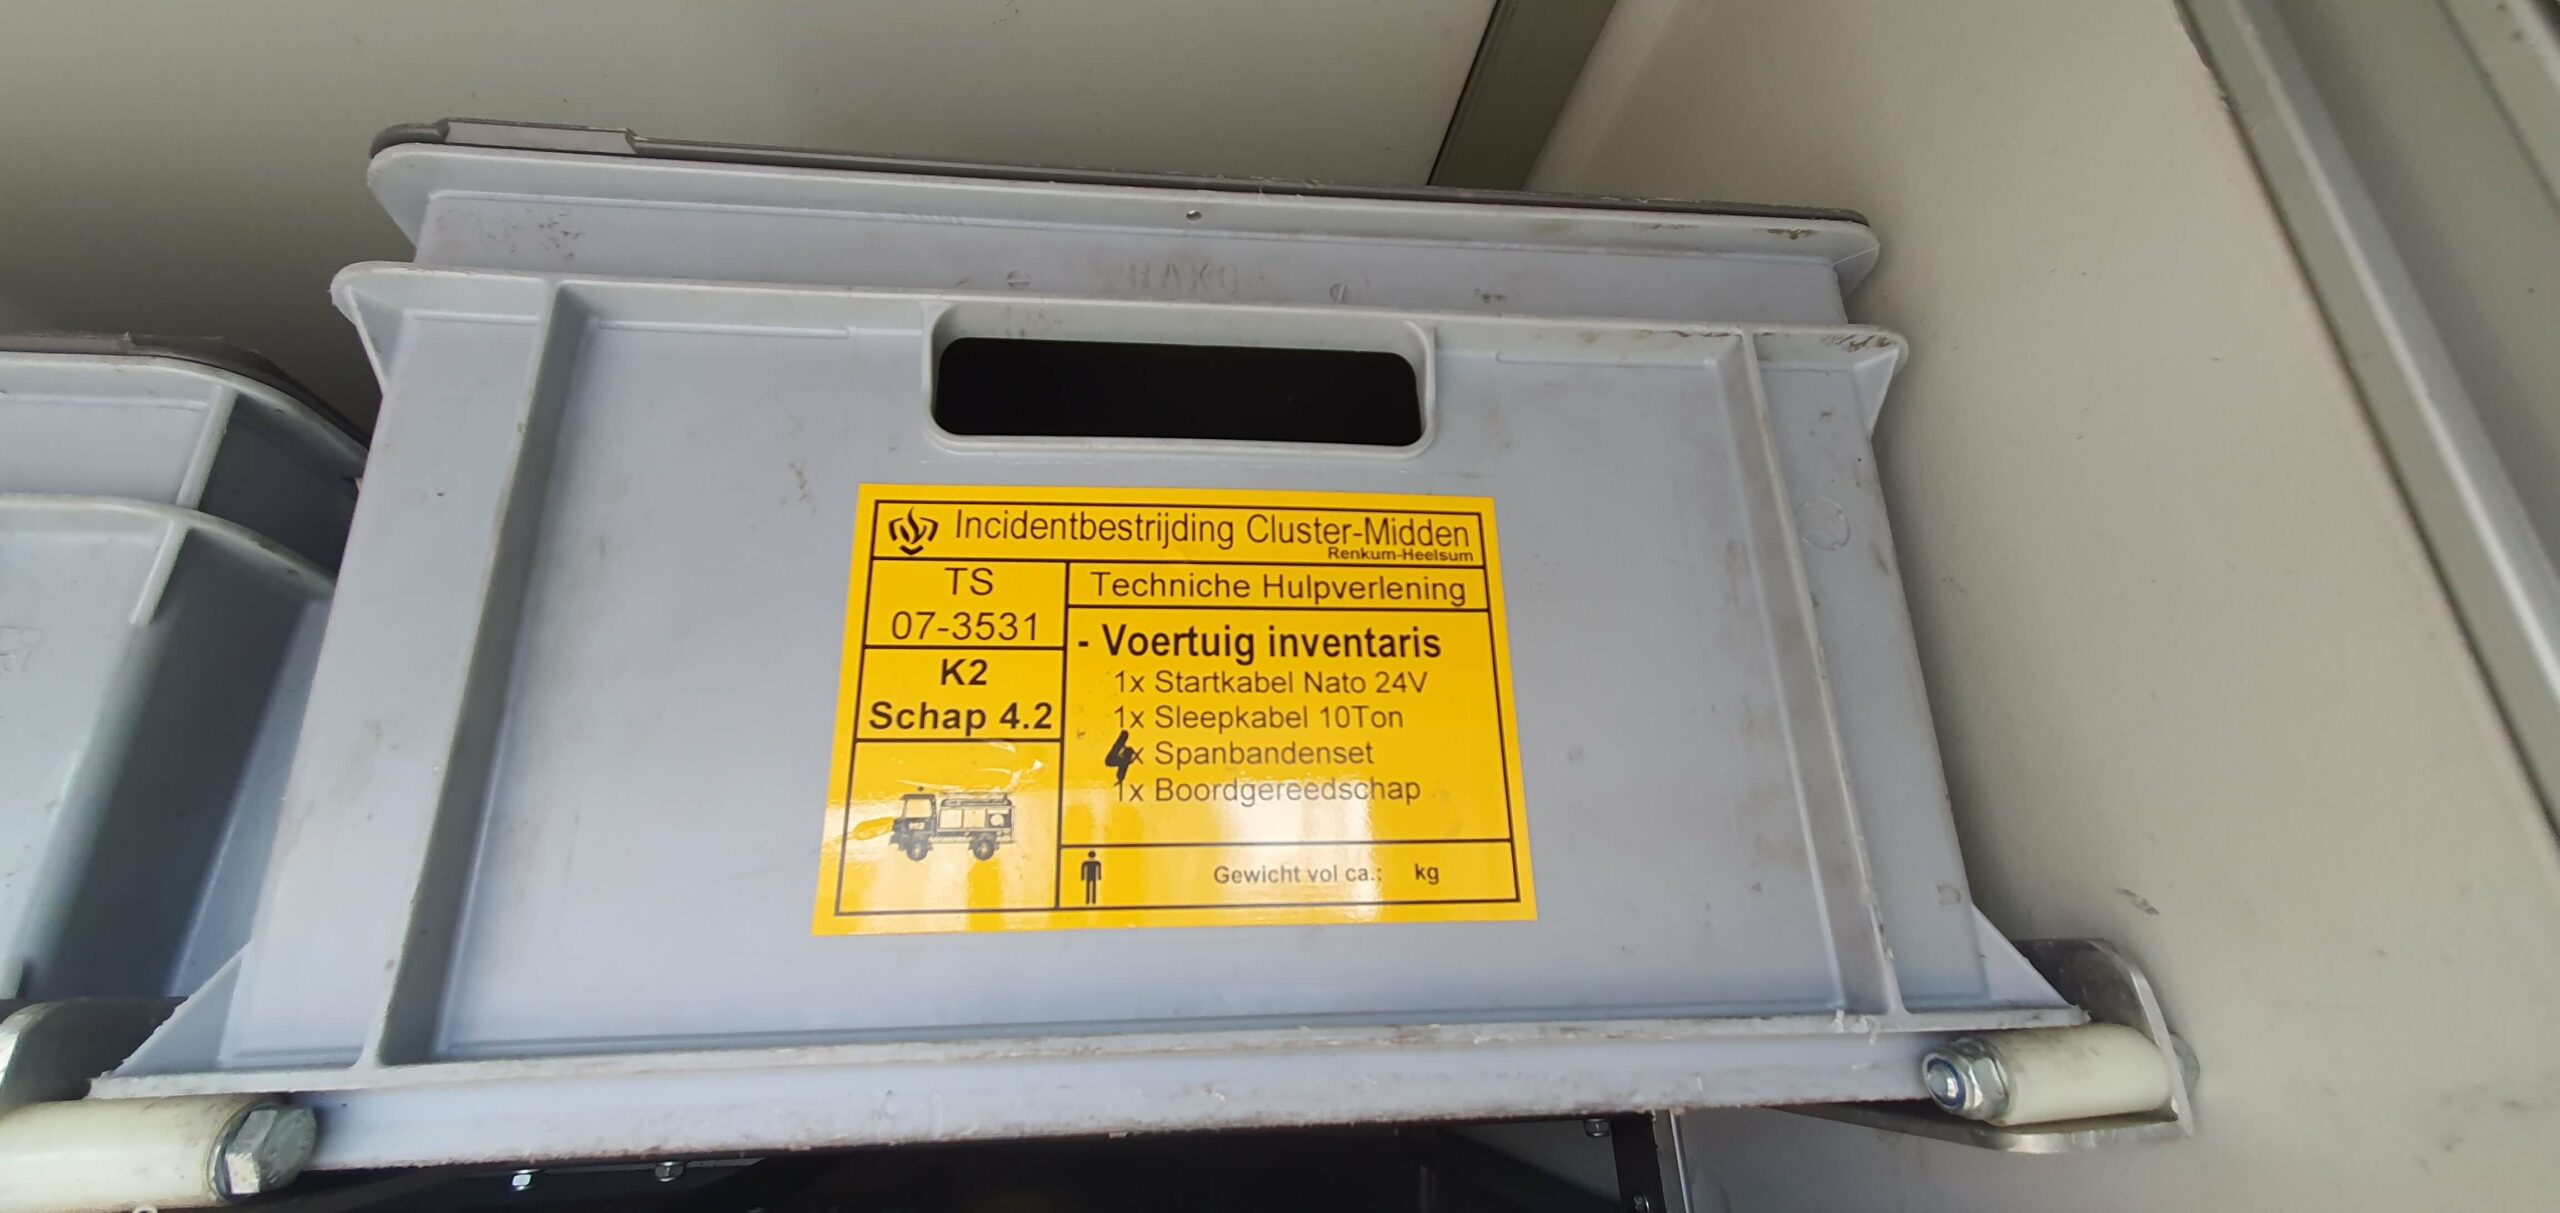 RAKO
Incidentbestrijding Cluster-Midden
Renkum-Heelsum
TS
07-3531
K2
Schap 4.2
Techniche Hulpverlening
- Voertuig inventaris
1x Startkabel Nato 24V
1x Sleepkabel 10Ton
4x Spanbandenset
1x Boordgereedschap
Gewicht vol ca.: kg